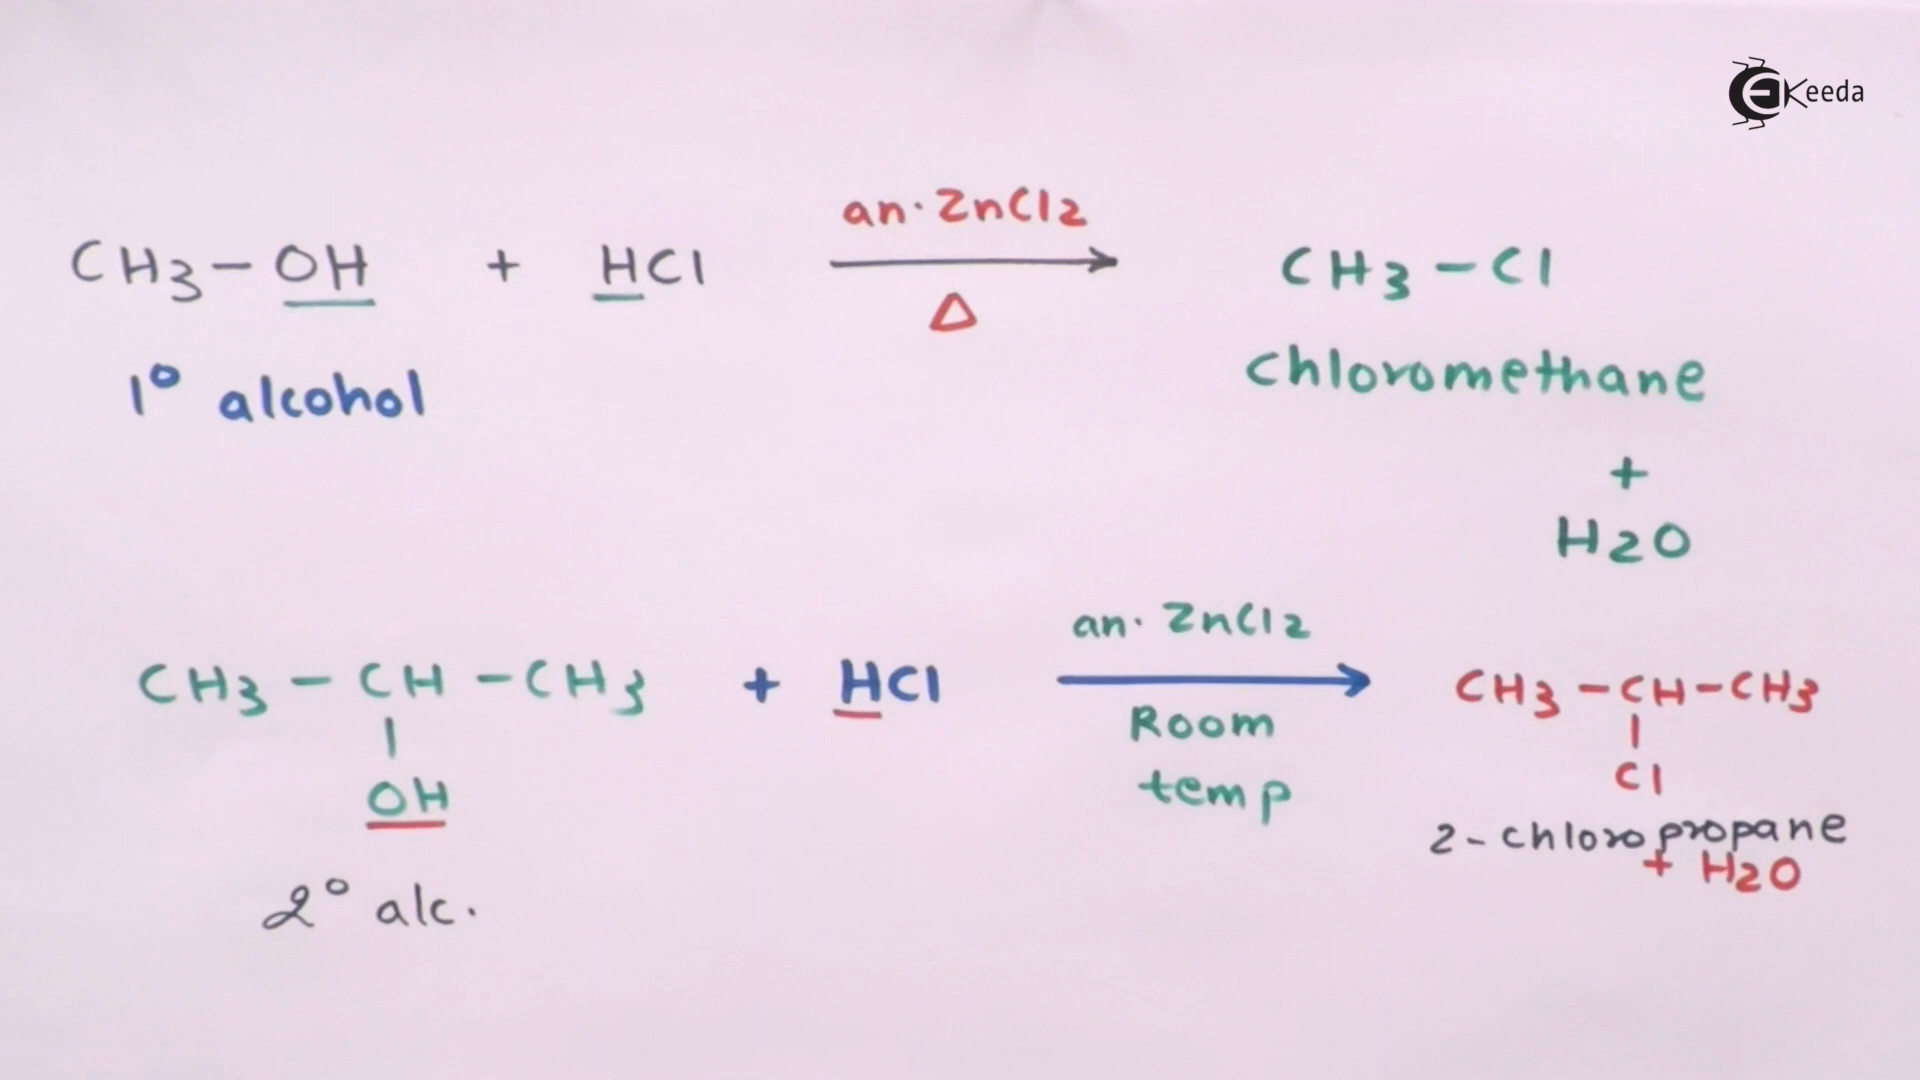 EKeeda
an. ZnCl2
CH3 - OH + HCl → CH3 - Cl
Δ
1° alcohol
Chloromethane
+
H2O
an. ZnCl2
CH3 - CH - CH3 + HCl → CH3 - CH - CH3
| Room |
OH temp Cl
2-chloropropane
+ H2O
2° alc.